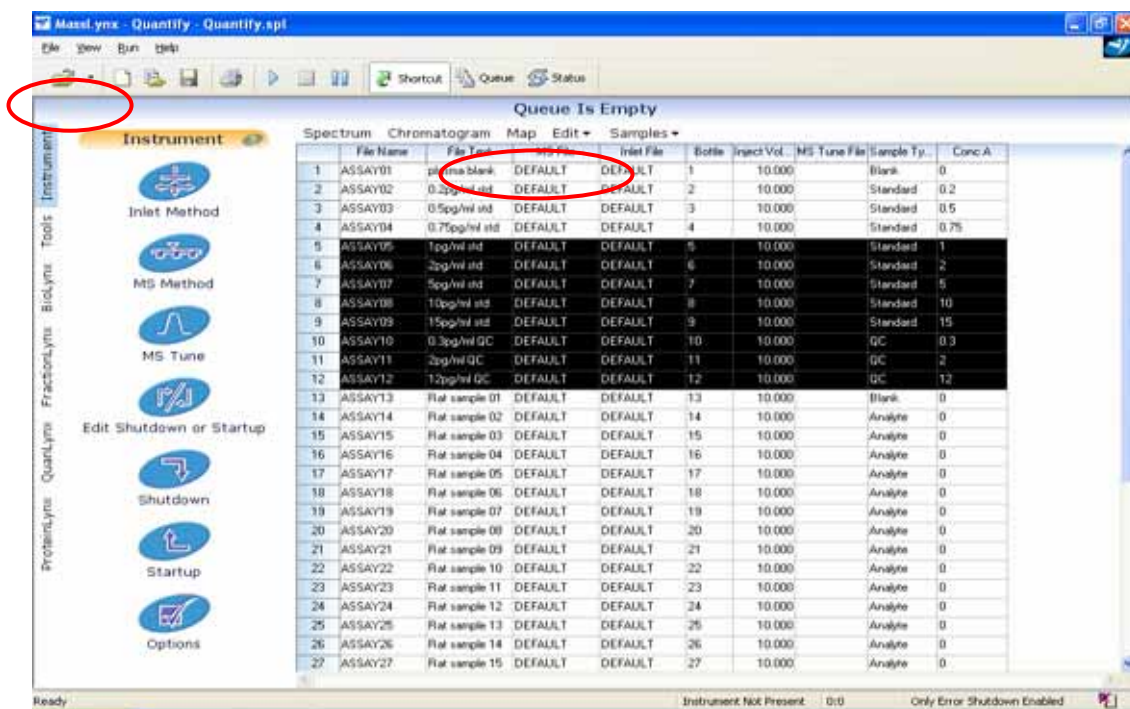 MassLynx - Quantify - Quantify.spl
File View Run Help
Shortcut Queue Status
Queue Is Empty
Instrument
Spectrum Chromatogram Map Edit Samples
File Name File Text MS File Inlet File Bottle Inject Vol... MS Tune File Sample Ty... Conc A
1 ASSAY01 plasma blank DEFAULT DEFAULT 1 10.000 Blank 0
2 ASSAY02 0.2pg/ml std DEFAULT DEFAULT 2 10.000 Standard 0.2
3 ASSAY03 0.5pg/ml std DEFAULT DEFAULT 3 10.000 Standard 0.5
4 ASSAY04 0.75pg/ml std DEFAULT DEFAULT 4 10.000 Standard 0.75
5 ASSAY05 1pg/ml std DEFAULT DEFAULT 5 10.000 Standard 1
6 ASSAY06 2pg/ml std DEFAULT DEFAULT 6 10.000 Standard 2
7 ASSAY07 5pg/ml std DEFAULT DEFAULT 7 10.000 Standard 5
8 ASSAY08 10pg/ml std DEFAULT DEFAULT 8 10.000 Standard 10
9 ASSAY09 15pg/ml std DEFAULT DEFAULT 9 10.000 Standard 15
10 ASSAY10 0.3pg/ml QC DEFAULT DEFAULT 10 10.000 QC 0.3
11 ASSAY11 2pg/ml QC DEFAULT DEFAULT 11 10.000 QC 2
12 ASSAY12 12pg/ml QC DEFAULT DEFAULT 12 10.000 QC 12
13 ASSAY13 Rat sample 01 DEFAULT DEFAULT 13 10.000 Blank 0
14 ASSAY14 Rat sample 02 DEFAULT DEFAULT 14 10.000 Analyte 0
15 ASSAY15 Rat sample 03 DEFAULT DEFAULT 15 10.000 Analyte 0
16 ASSAY16 Rat sample 04 DEFAULT DEFAULT 16 10.000 Analyte 0
17 ASSAY17 Rat sample 05 DEFAULT DEFAULT 17 10.000 Analyte 0
18 ASSAY18 Rat sample 06 DEFAULT DEFAULT 18 10.000 Analyte 0
19 ASSAY19 Rat sample 07 DEFAULT DEFAULT 19 10.000 Analyte 0
20 ASSAY20 Rat sample 08 DEFAULT DEFAULT 20 10.000 Analyte 0
21 ASSAY21 Rat sample 09 DEFAULT DEFAULT 21 10.000 Analyte 0
22 ASSAY22 Rat sample 10 DEFAULT DEFAULT 22 10.000 Analyte 0
23 ASSAY23 Rat sample 11 DEFAULT DEFAULT 23 10.000 Analyte 0
24 ASSAY24 Rat sample 12 DEFAULT DEFAULT 24 10.000 Analyte 0
25 ASSAY25 Rat sample 13 DEFAULT DEFAULT 25 10.000 Analyte 0
26 ASSAY26 Rat sample 14 DEFAULT DEFAULT 26 10.000 Analyte 0
27 ASSAY27 Rat sample 15 DEFAULT DEFAULT 27 10.000 Analyte 0
Inlet Method
MS Method
MS Tune
Edit Shutdown or Startup
Shutdown
Startup
Options
Instrument
Tools
BioLynx
FractionLynx
QuanLynx
ProteinLynx
Ready
Instrument Not Present 0:0 Only Error Shutdown Enabled